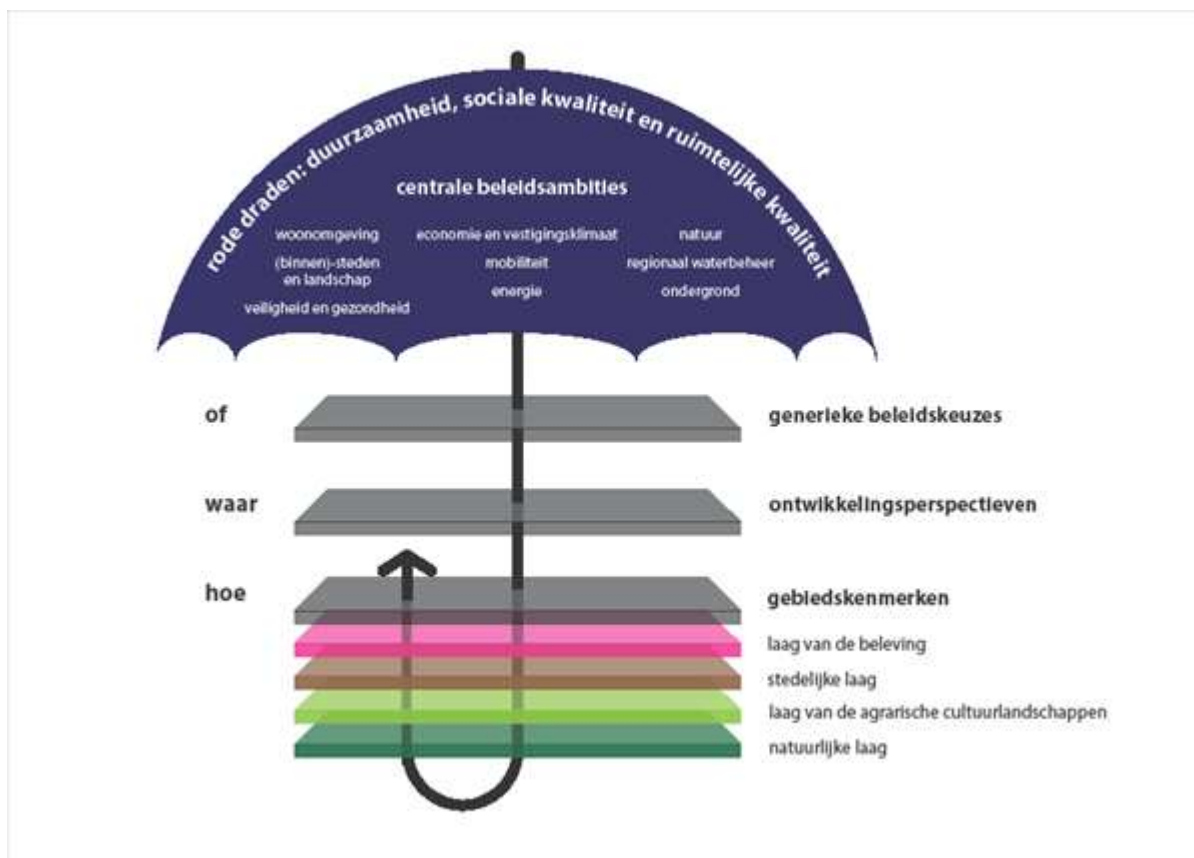 rode draden: duurzaamheid, sociale kwaliteit en ruimtelijke kwaliteit
centrale beleidsambities
woonomgeving
(binnen)-steden
en landschap
veiligheid en gezondheid
economie en vestigingsklimaat
mobiliteit
energie
natuur
regionaal waterbeheer
ondergrond
of
generieke beleidskeuzes
waar
ontwikkelingsperspectieven
hoe
gebiedskenmerken
laag van de beleving
stedelijke laag
laag van de agrarische cultuurlandschappen
natuurlijke laag